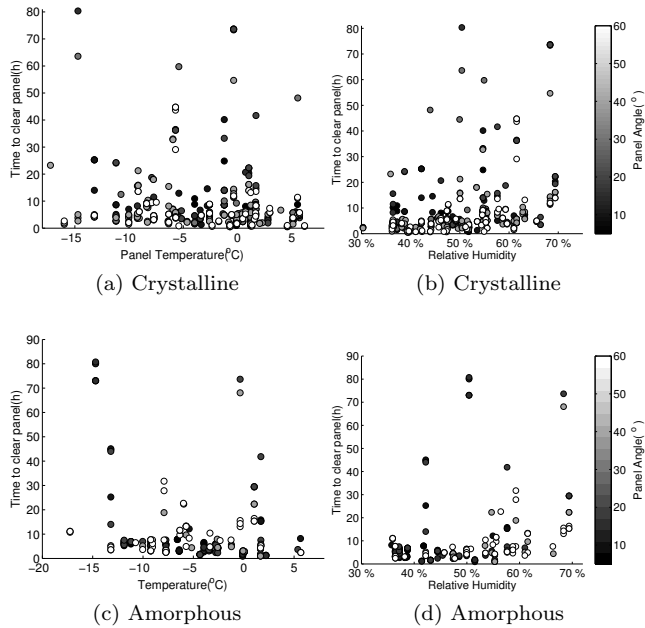 80
70
60
50
40
30
20
10
0
Time to clear panel(h)
−15 −10 −5 0 5
Panel Temperature(°C)
(a) Crystalline
80
70
60
50
40
30
20
10
0
Time to clear panel(h)
30 % 40 % 50 % 60 % 70 %
Relative Humidity
60
50
40
30
20
10
Panel Angle(°)
(b) Crystalline
90
80
70
60
50
40
30
20
10
0
Time to clear panel(h)
−20 −15 −10 −5 0 5
Temperature(°C)
(c) Amorphous
90
80
70
60
50
40
30
20
10
0
Time to clear panel(h)
30 % 40 % 50 % 60 % 70 %
Relative Humidity
60
50
40
30
20
10
Panel Angle(°)
(d) Amorphous